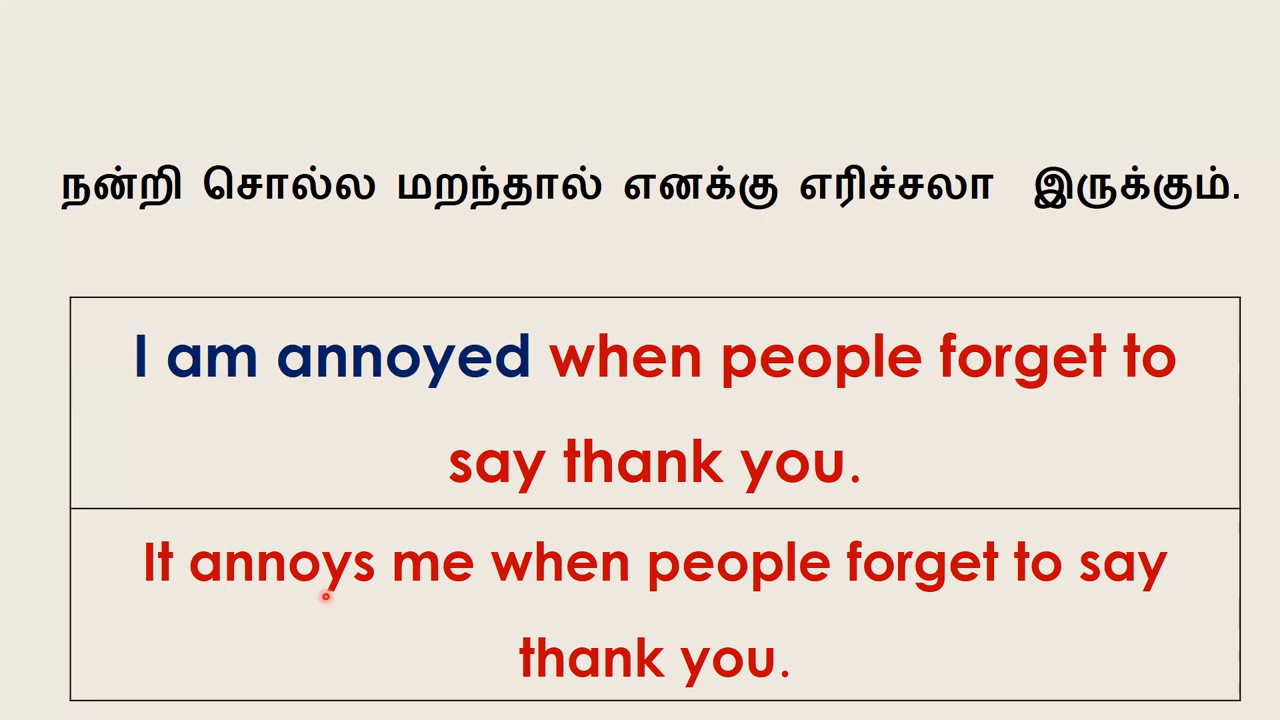 நன்றி சொல்ல மறந்தால் எனக்கு எரிச்சலா இருக்கும்.
I am annoyed when people forget to
say thank you.
It annoys me when people forget to say
thank you.